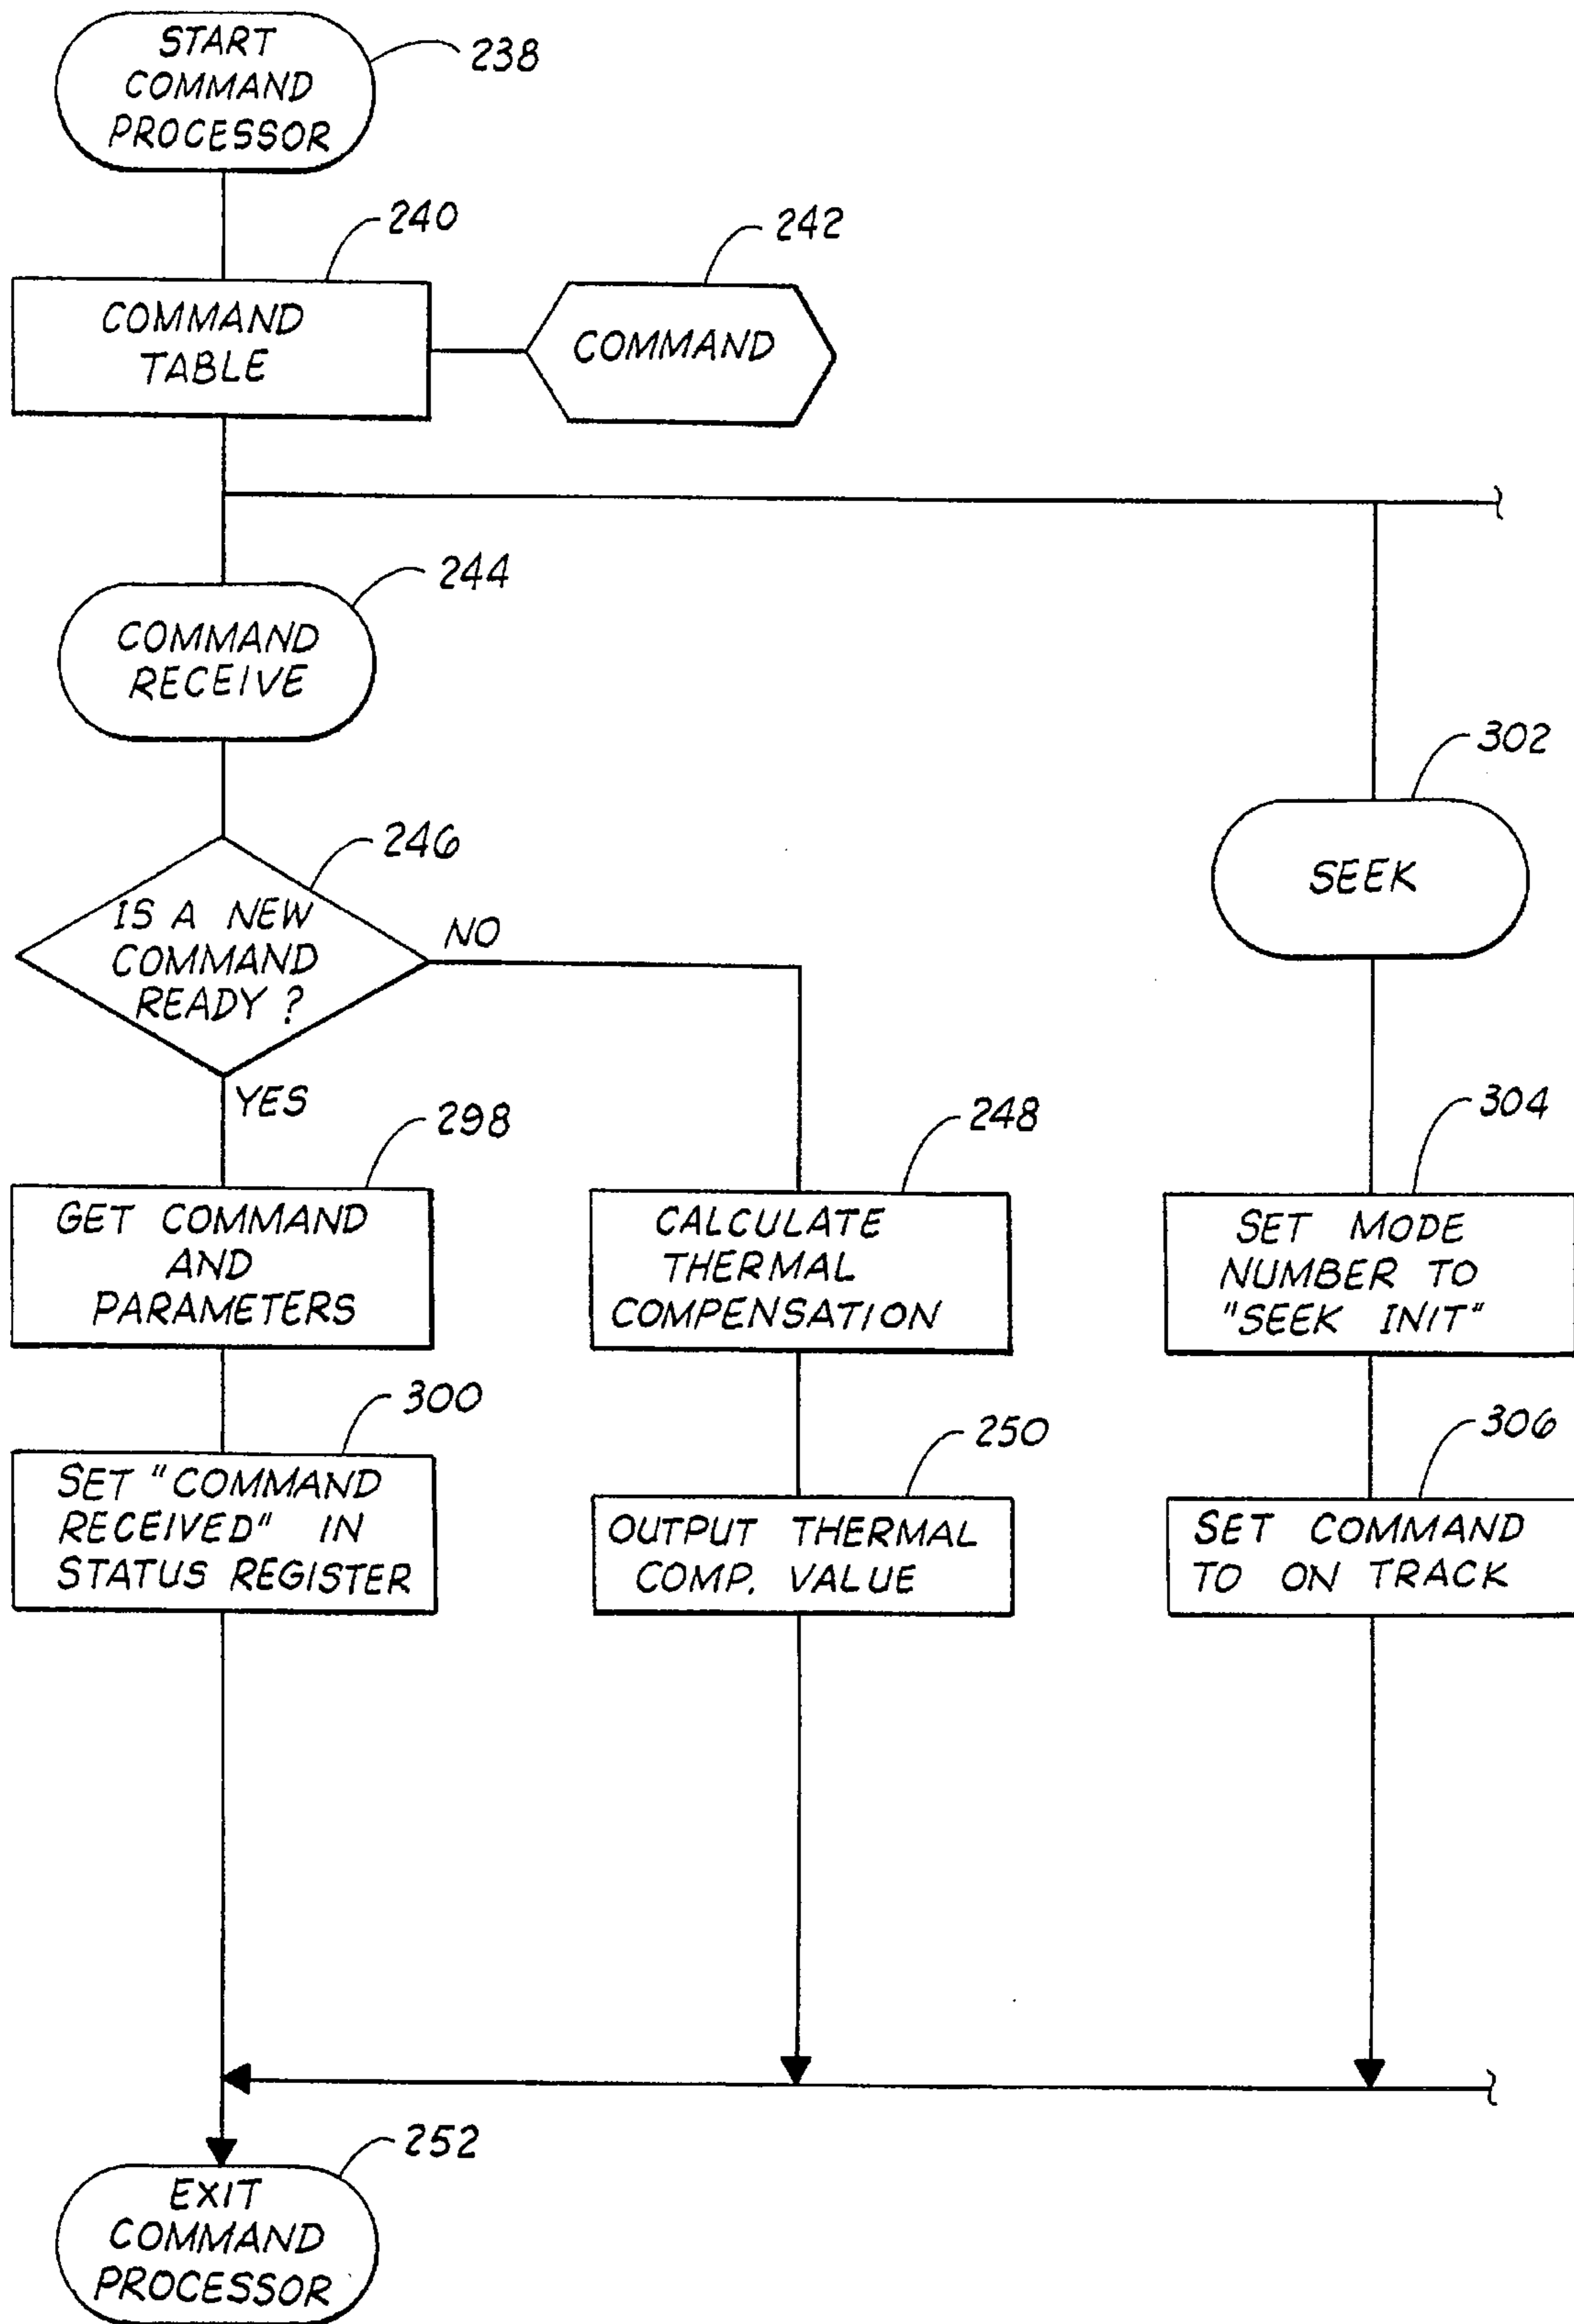 START
COMMAND
PROCESSOR
238
240
COMMAND
TABLE
242
COMMAND
244
COMMAND
RECEIVE
302
SEEK
246
IS A NEW
COMMAND
READY ?
NO
YES
298
GET COMMAND
AND
PARAMETERS
248
CALCULATE
THERMAL
COMPENSATION
304
SET MODE
NUMBER TO
"SEEK INIT"
300
SET "COMMAND
RECEIVED" IN
STATUS REGISTER
250
OUTPUT THERMAL
COMP. VALUE
306
SET COMMAND
TO ON TRACK
252
EXIT
COMMAND
PROCESSOR